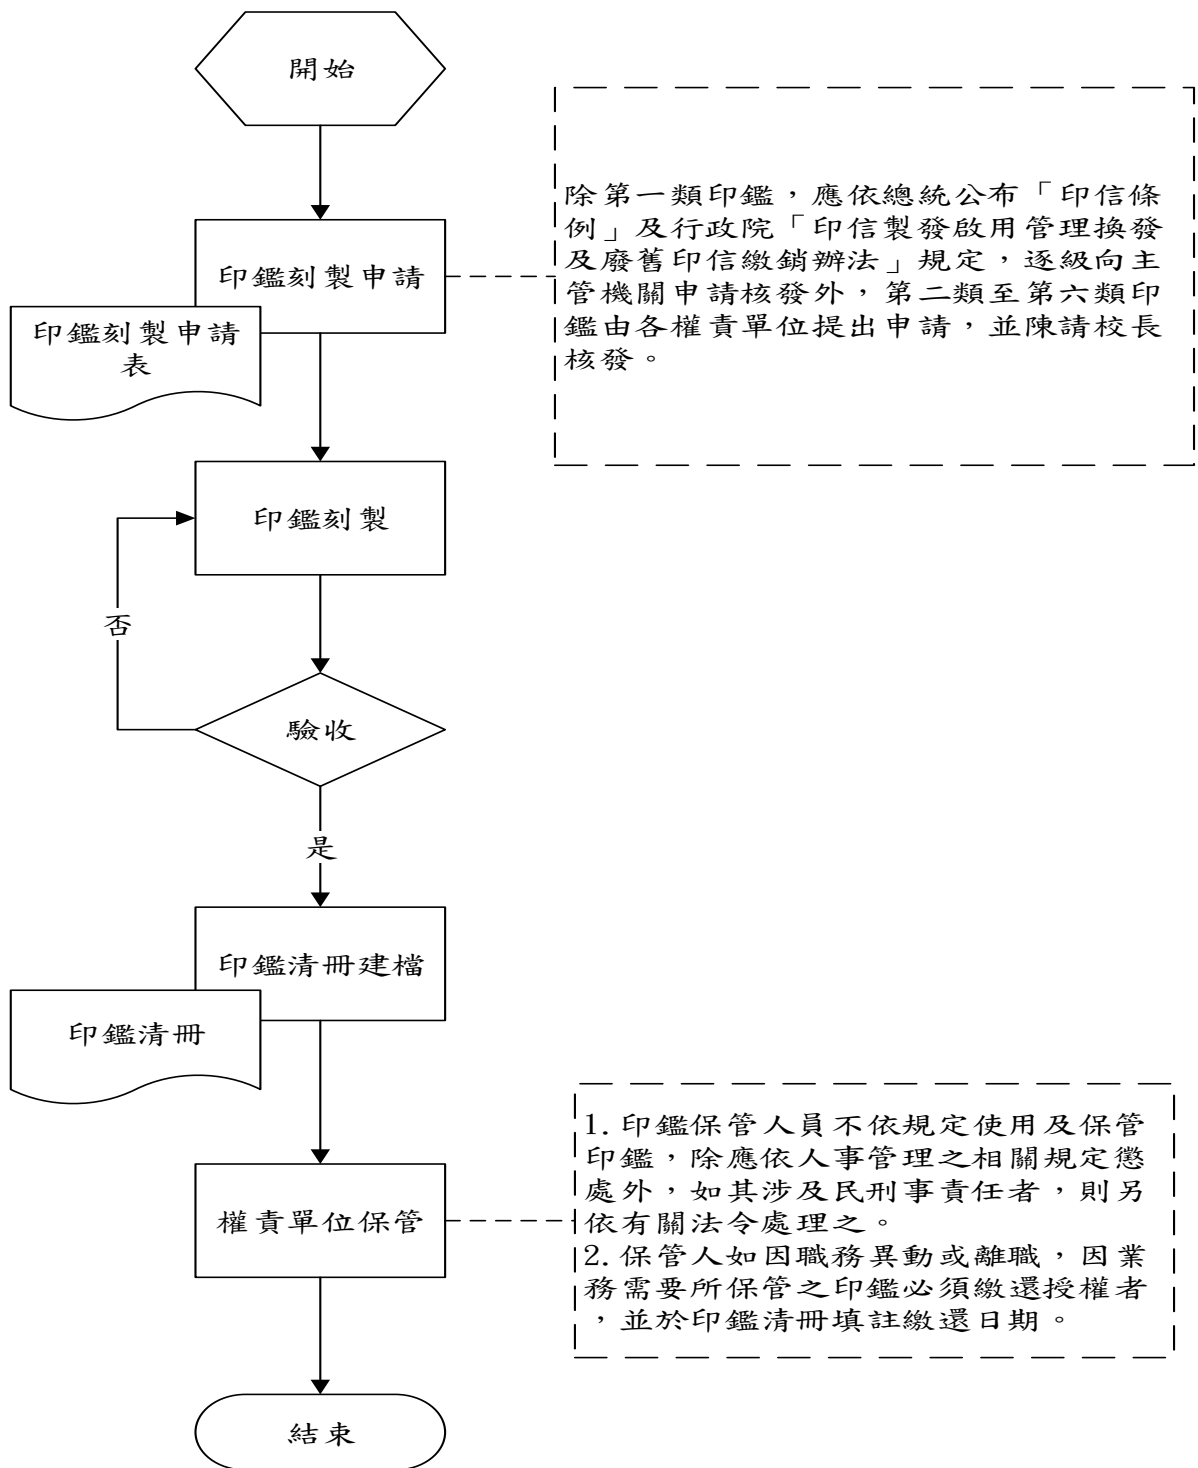 開始
除第一類印鑑，應依總統公布「印信條
例」及行政院「印信製發啟用管理換發
及廢舊印信繳銷辦法」規定，逐級向主
管機關申請核發外，第二類至第六類印
鑑由各權責單位提出申請，並陳請校長
核發。
印鑑刻製申請
印鑑刻製申請
表
印鑑刻製
否
驗收
是
印鑑清冊建檔
印鑑清冊
1.印鑑保管人員不依規定使用及保管
印鑑，除應依人事管理之相關規定懲
處外，如其涉及民刑事責任者，則另
依有關法令處理之。
2.保管人如因職務異動或離職，因業
務需要所保管之印鑑必須繳還授權者
，並於印鑑清冊填註繳還日期。
權責單位保管
結束